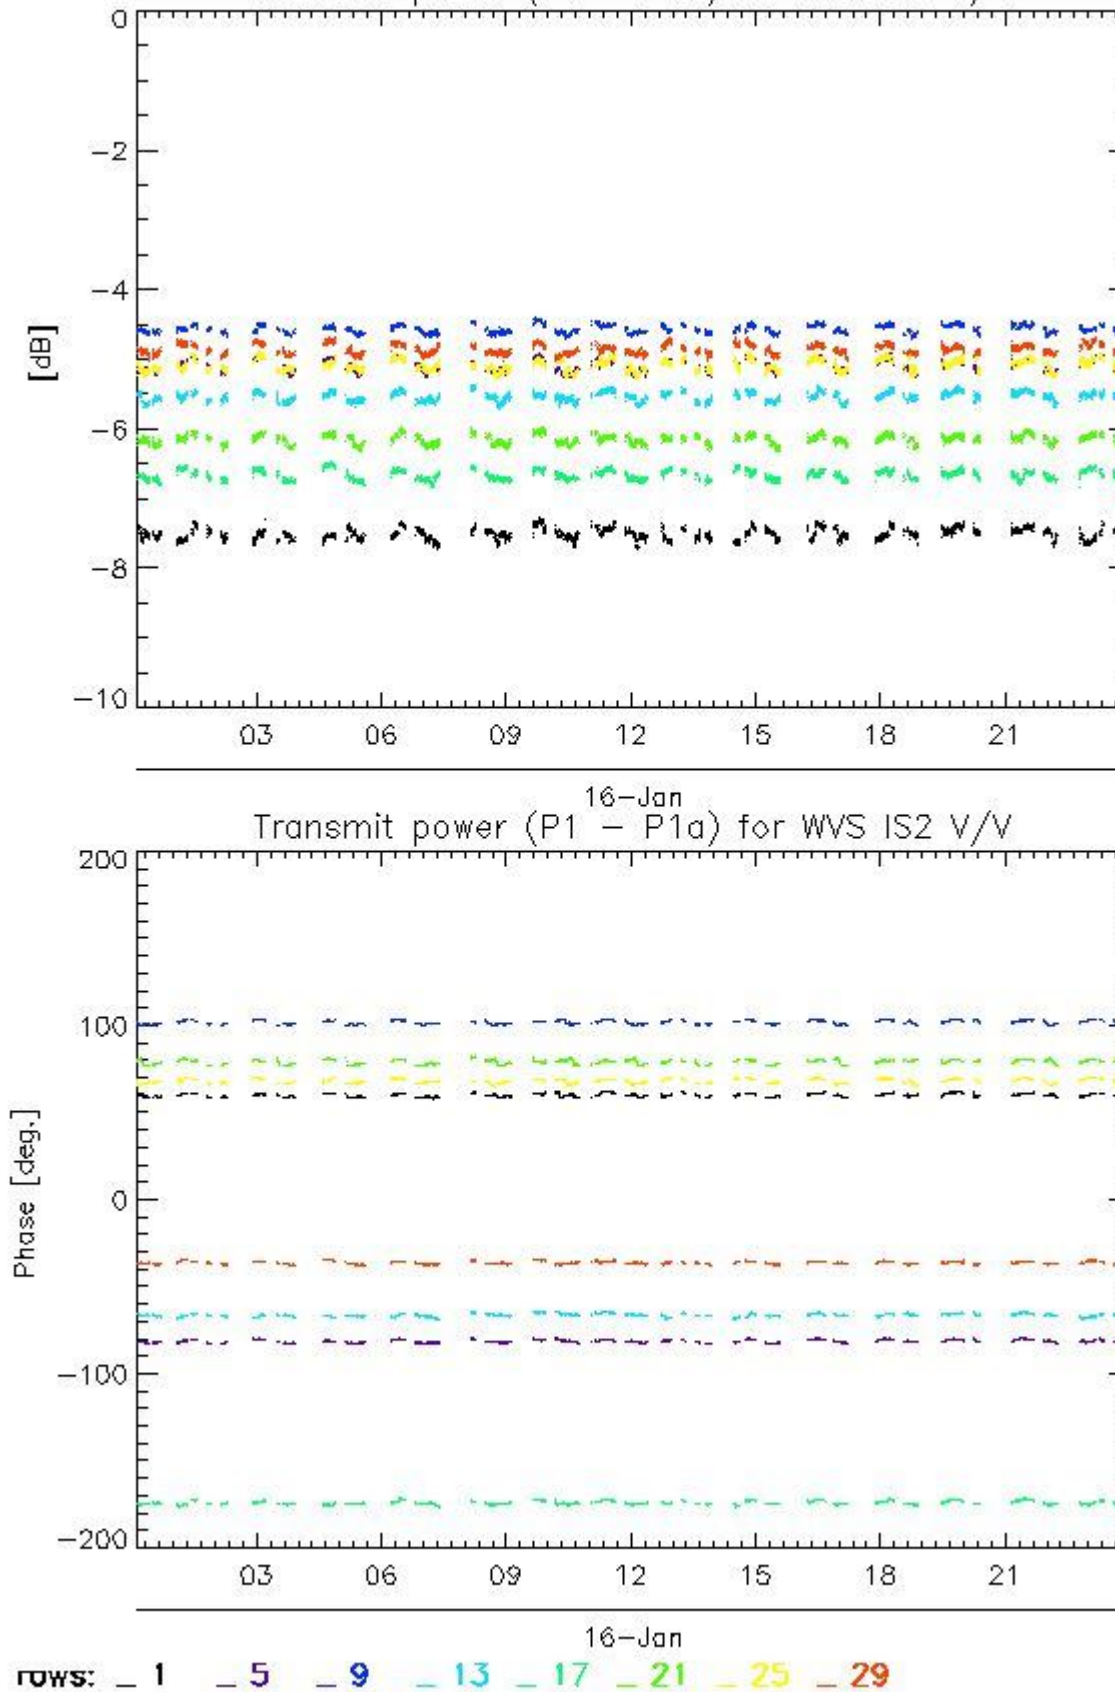 0
-2
-4
[dB]
-6
-8
-10
03 06 09 12 15 18 21
16-Jan
Transmit power (P1 - P1a) for WVS IS2 V/V
200
100
Phase [deg.]
0
-100
-200
03 06 09 12 15 18 21
16-Jan
rows: _ 1 _ 5 _ 9 _ 13 _ 17 _ 21 _ 25 _ 29